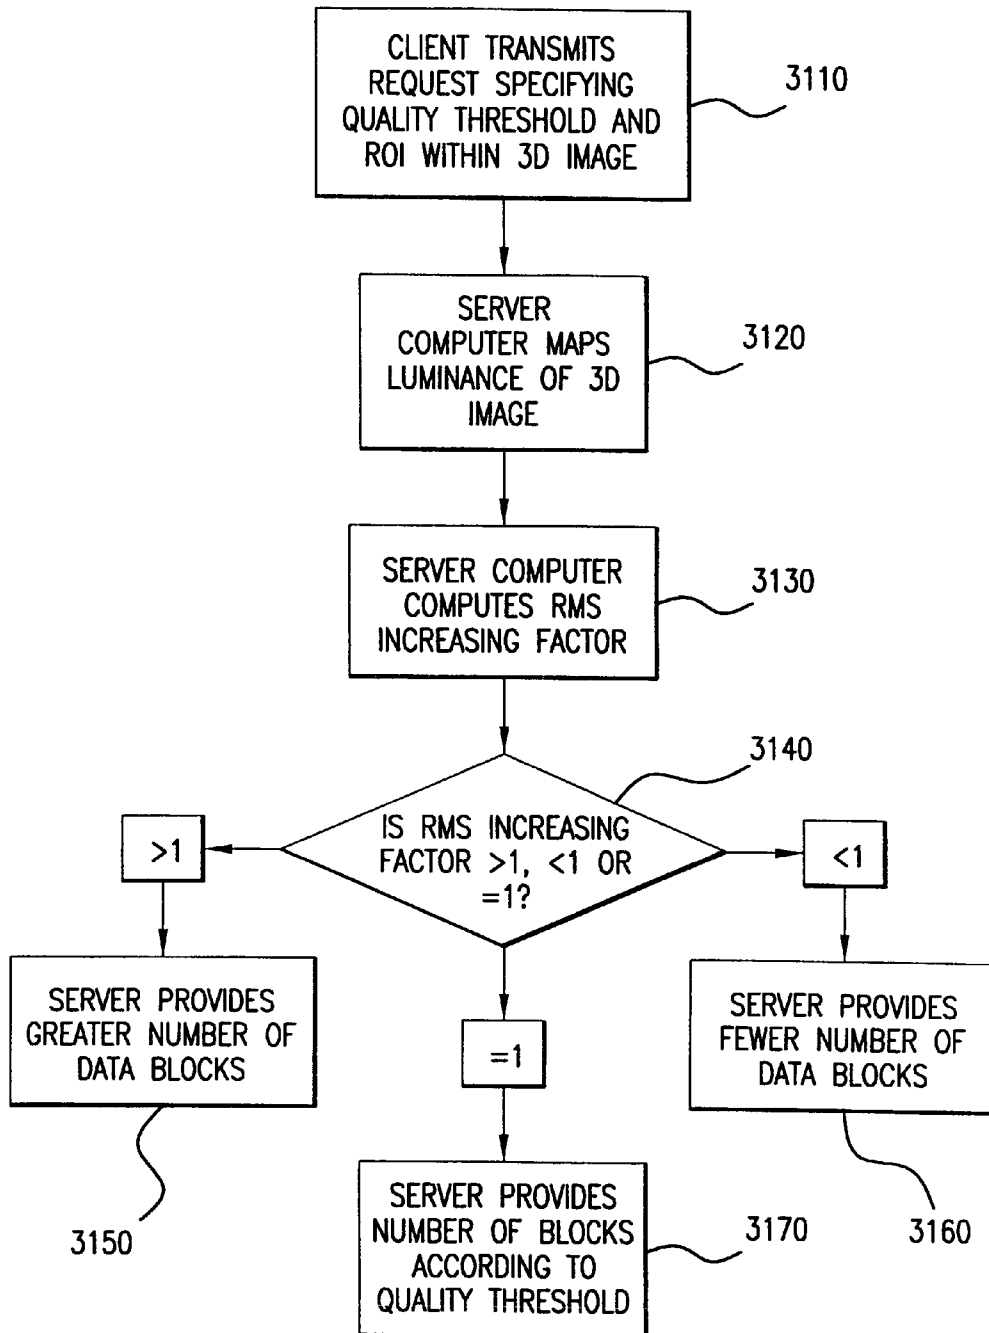 CLIENT TRANSMITS
REQUEST SPECIFYING
QUALITY THRESHOLD AND
ROI WITHIN 3D IMAGE
3110
SERVER
COMPUTER MAPS
LUMINANCE OF 3D
IMAGE
3120
SERVER COMPUTER
COMPUTES RMS
INCREASING FACTOR
3130
3140
IS RMS INCREASING
FACTOR >1, <1 OR
=1?
>1
<1
SERVER PROVIDES
GREATER NUMBER OF
DATA BLOCKS
3150
=1
SERVER PROVIDES
FEWER NUMBER OF
DATA BLOCKS
3160
SERVER PROVIDES
NUMBER OF BLOCKS
ACCORDING TO
QUALITY THRESHOLD
3170